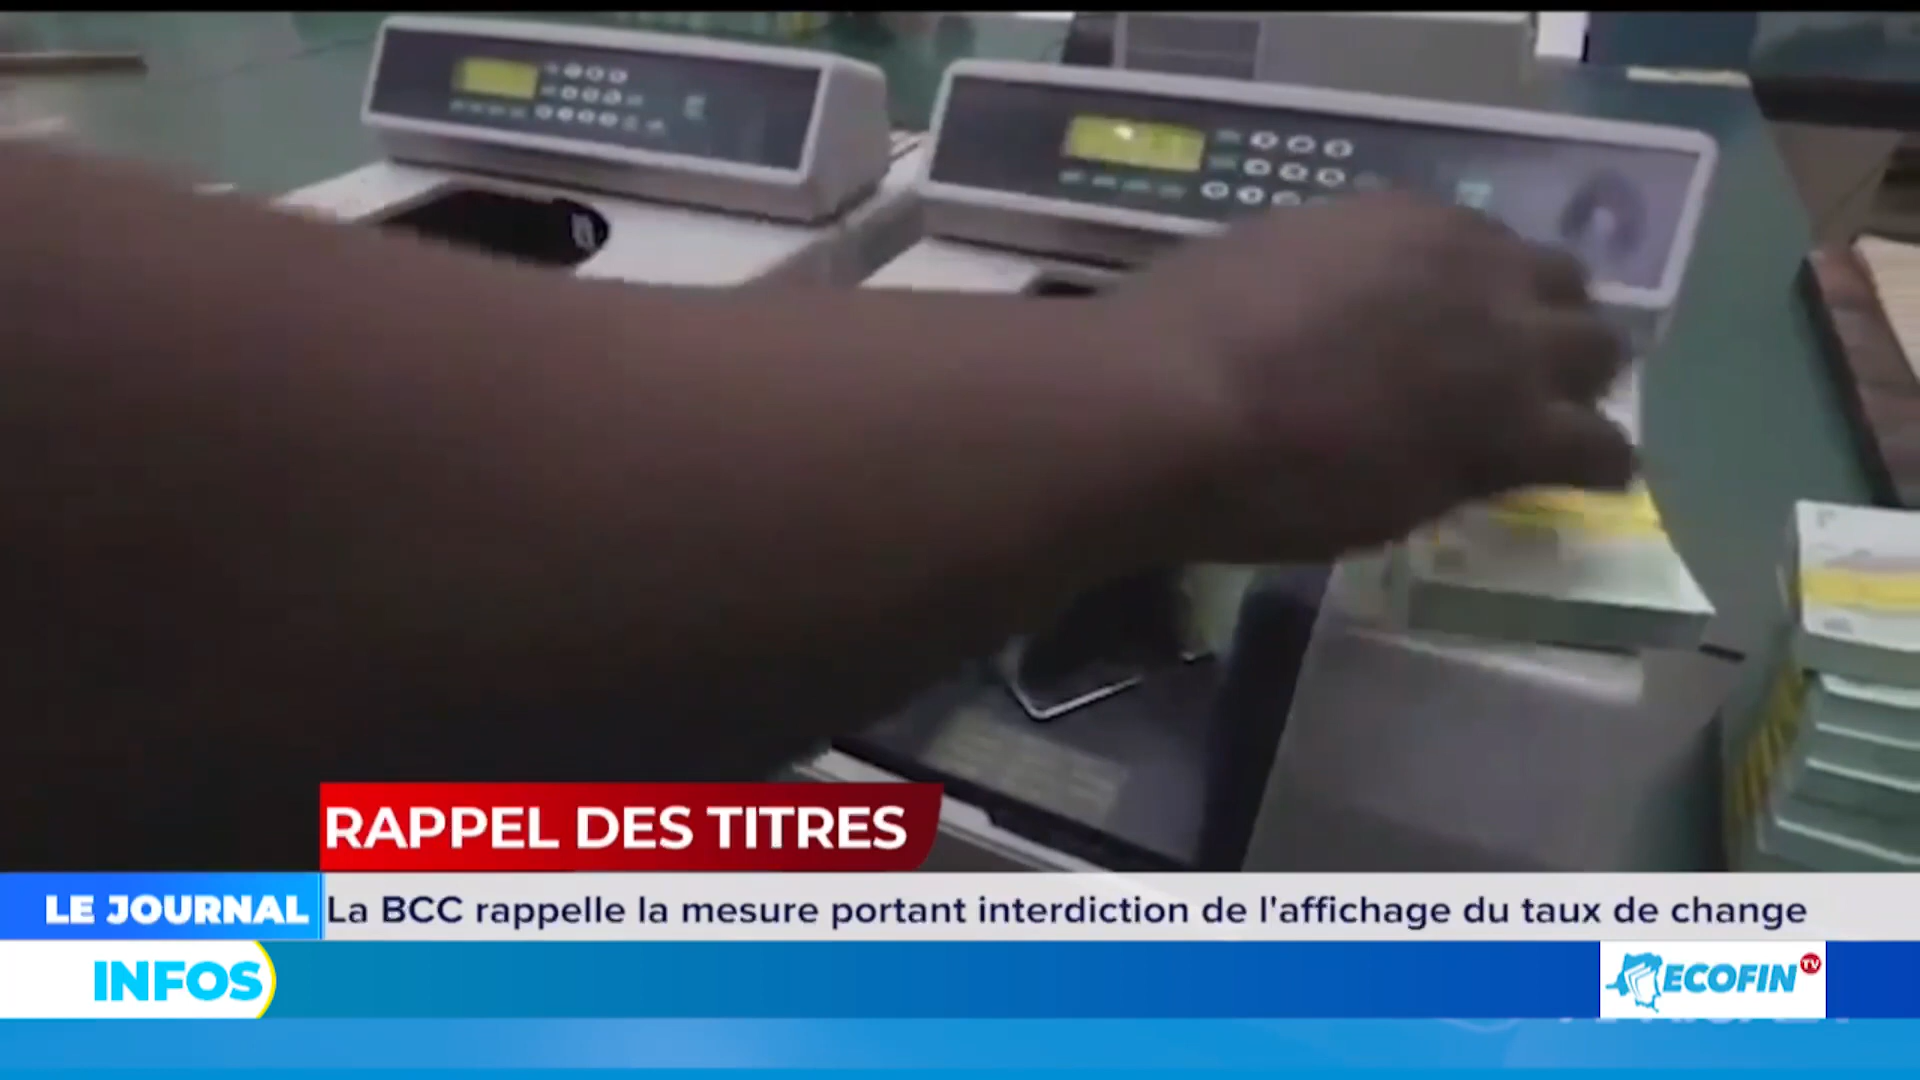 RAPPEL DES TITRES
LE JOURNAL
La BCC rappelle la mesure portant interdiction de l'affichage du taux de change
INFOS
ECOFIN TV